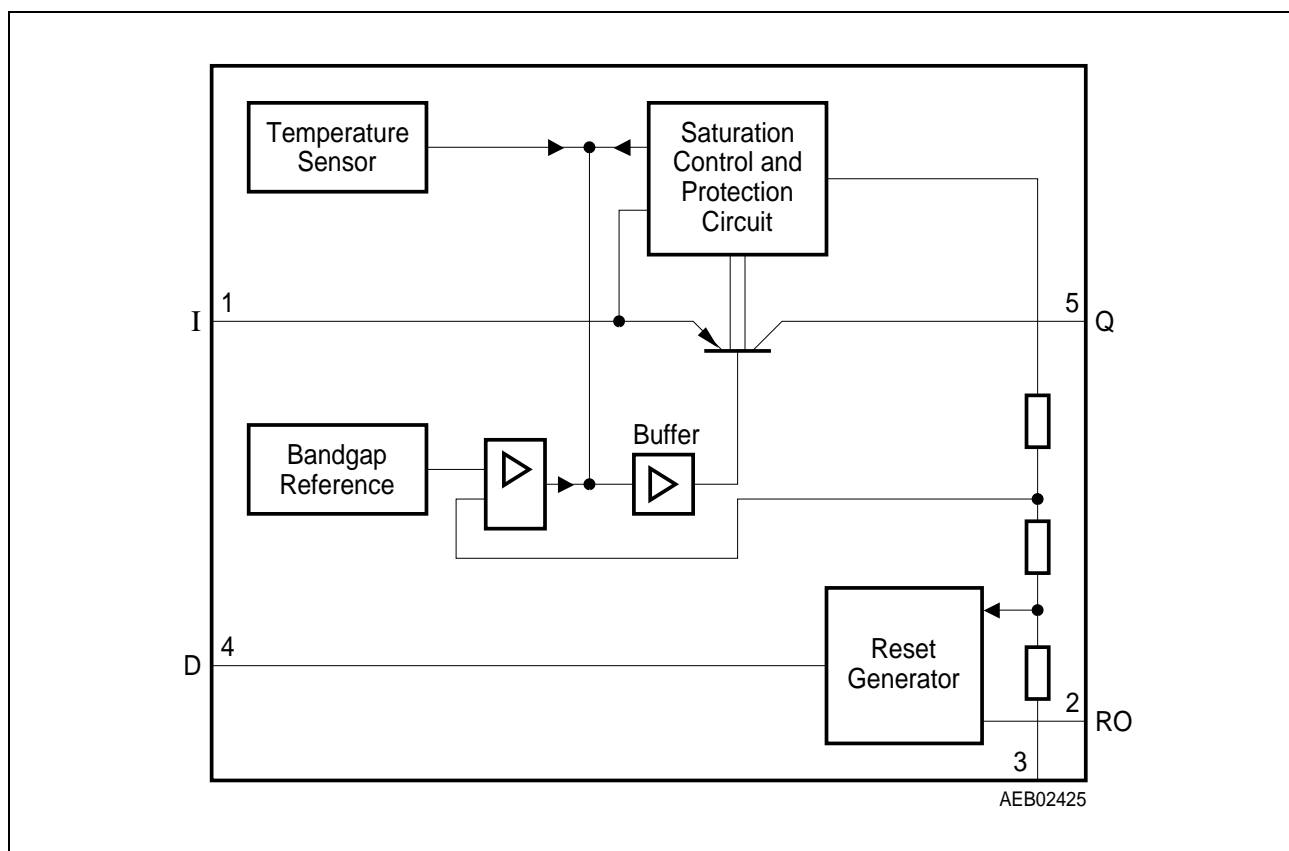 Temperature
Sensor
Saturation
Control and
Protection
Circuit
1
5
I
Q
Bandgap
Reference
Buffer
4
D
Reset
Generator
2
RO
3
AEB02425